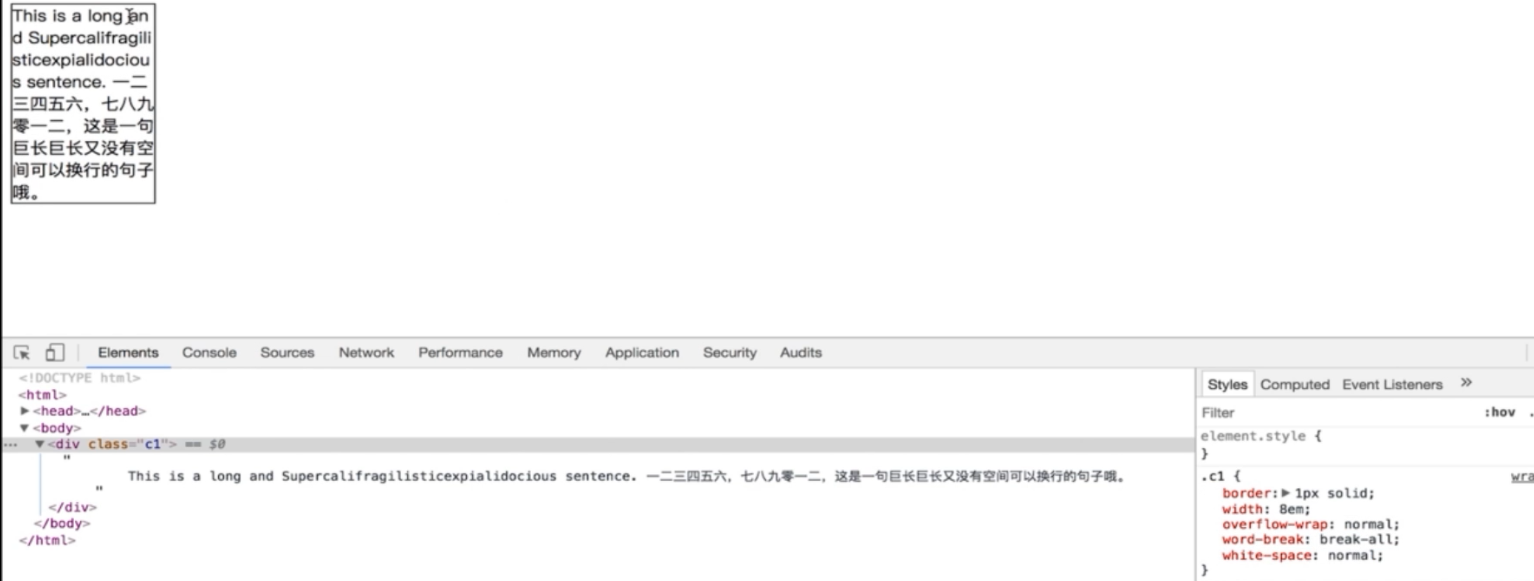 This is a long an
d Supercalifragili
sticexpialidociou
s sentence. 一二
三四五六，七八九
零一二，这是一句
巨长巨长又没有空
间可以换行的句子
哦。
Elements Console Sources Network Performance Memory Application Security Audits
<!DOCTYPE html>
<html>
▶<head>…</head>
▼<body>
… ▼<div class="c1"> == $0
"
This is a long and Supercalifragilisticexpialidocious sentence. 一二三四五六，七八九零一二，这是一句巨长巨长又没有空间可以换行的句子哦。
"
</div>
</body>
</html>
Styles Computed Event Listeners »
Filter :hov .
element.style {
}
.c1 { wra
border:▶1px solid;
width: 8em;
overflow-wrap: normal;
word-break: break-all;
white-space: normal;
}